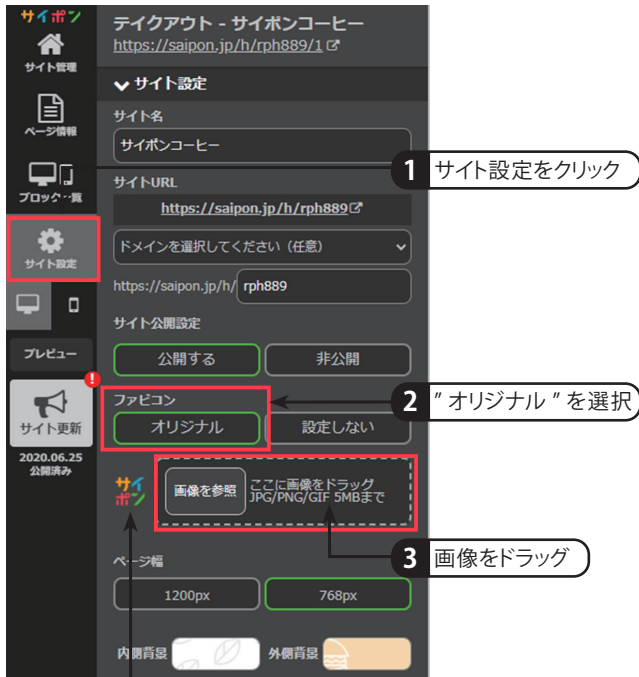 サイポン
サイト管理
ページ情報
ブロック一覧
サイト設定
プレビュー
!
サイト更新
2020.06.25
公開済み
テイクアウト - サイポンコーヒー
https://saipon.jp/h/rph889/1
サイト設定
サイト名
サイポンコーヒー
サイトURL
https://saipon.jp/h/rph889
ドメインを選択してください（任意）
https://saipon.jp/h/ rph889
サイト公開設定
公開する 非公開
ファビコン
オリジナル 設定しない
サイ
ポン
画像を参照
ここに画像をドラッグ
JPG/PNG/GIF 5MBまで
ページ幅
1200px 768px
内側背景 外側背景
1 サイト設定をクリック
2 ”オリジナル”を選択
3 画像をドラッグ